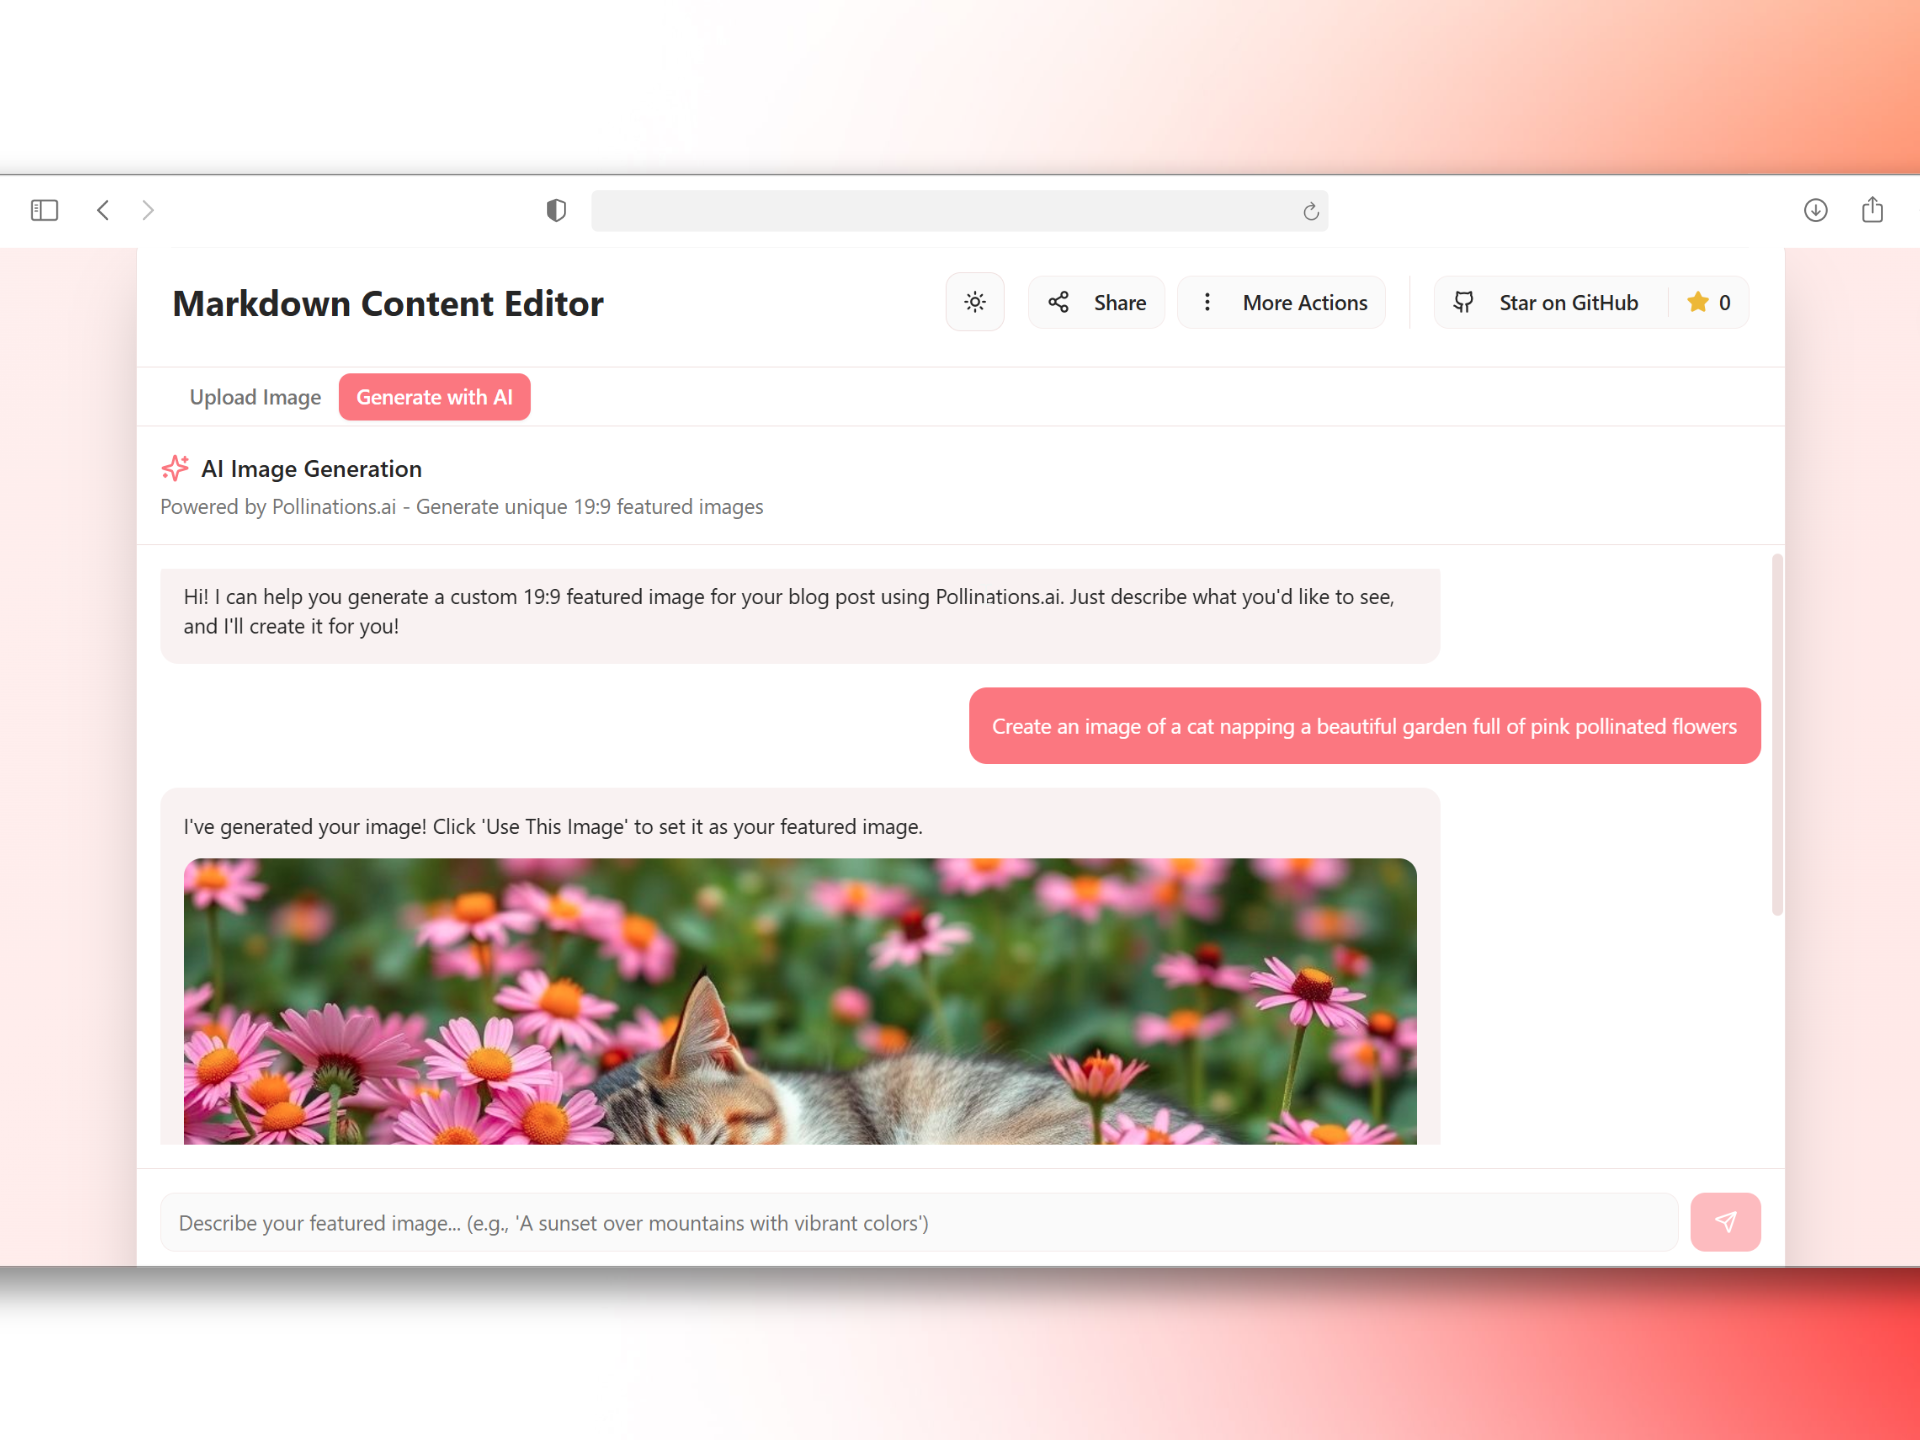 Markdown Content Editor
Share
More Actions
Star on GitHub
0
Upload Image
Generate with AI
AI Image Generation
Powered by Pollinations.ai - Generate unique 19:9 featured images
Hi! I can help you generate a custom 19:9 featured image for your blog post using Pollinations.ai. Just describe what you'd like to see,
and I'll create it for you!
Create an image of a cat napping a beautiful garden full of pink pollinated flowers
I've generated your image! Click 'Use This Image' to set it as your featured image.
Describe your featured image... (e.g., 'A sunset over mountains with vibrant colors')